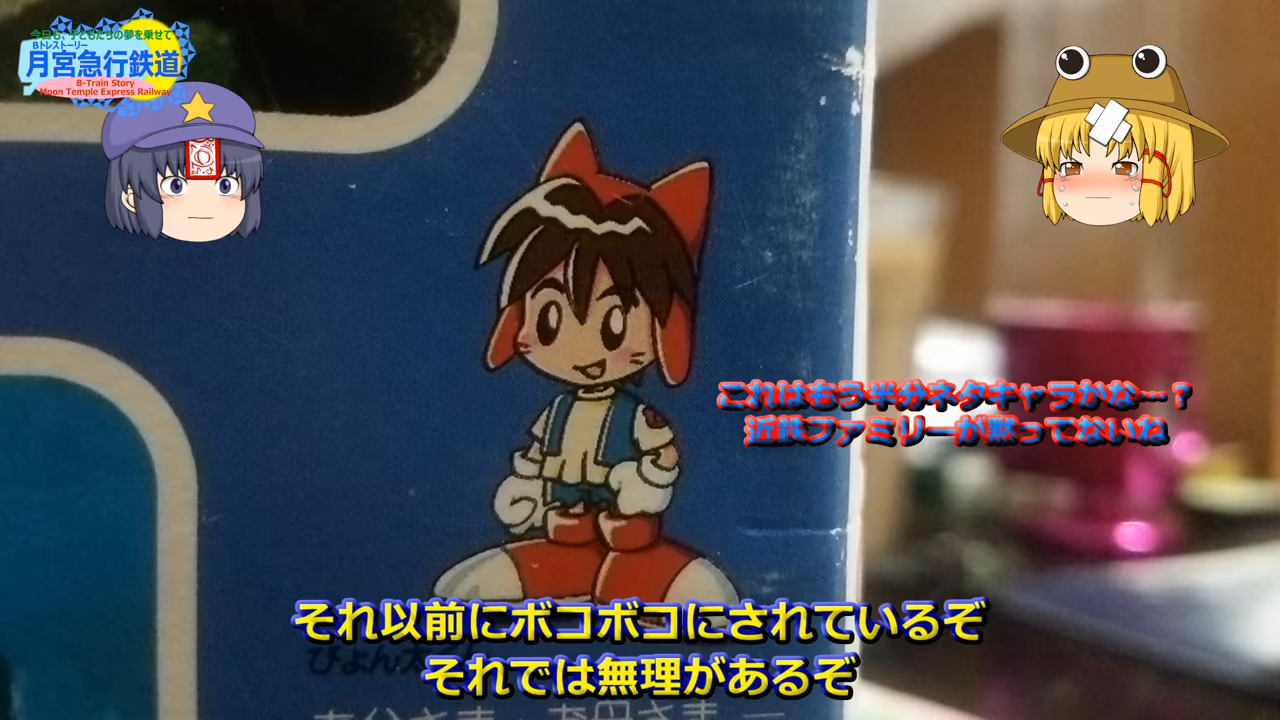 今日も、子どもたちの夢を乗せて
Bトレストーリー
月宮急行鉄道
B-Train Story
Moon Temple Express Railway
これはもう半分ネタキャラかな…？
近鉄ファミリーが黙ってないね
それ以前にボコボコにされているぞ
それでは無理があるぞ
ぴょん太